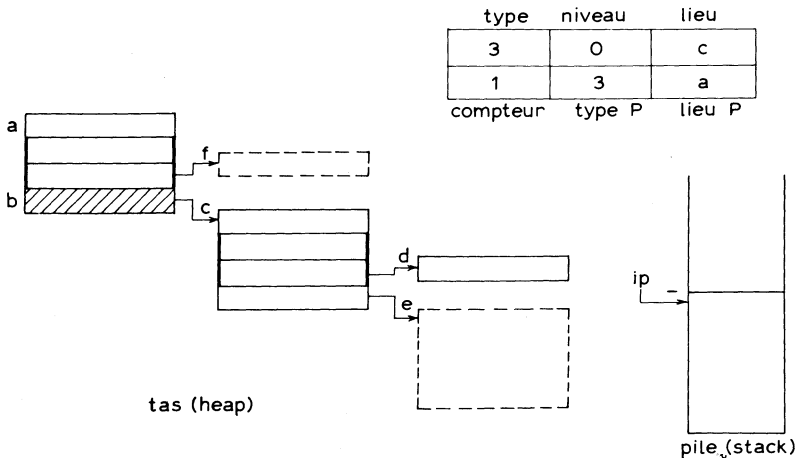 type niveau lieu
3 0 c
1 3 a
compteur type P lieu P
a
f
b
c
d
ip
e
tas (heap)
pile (stack)